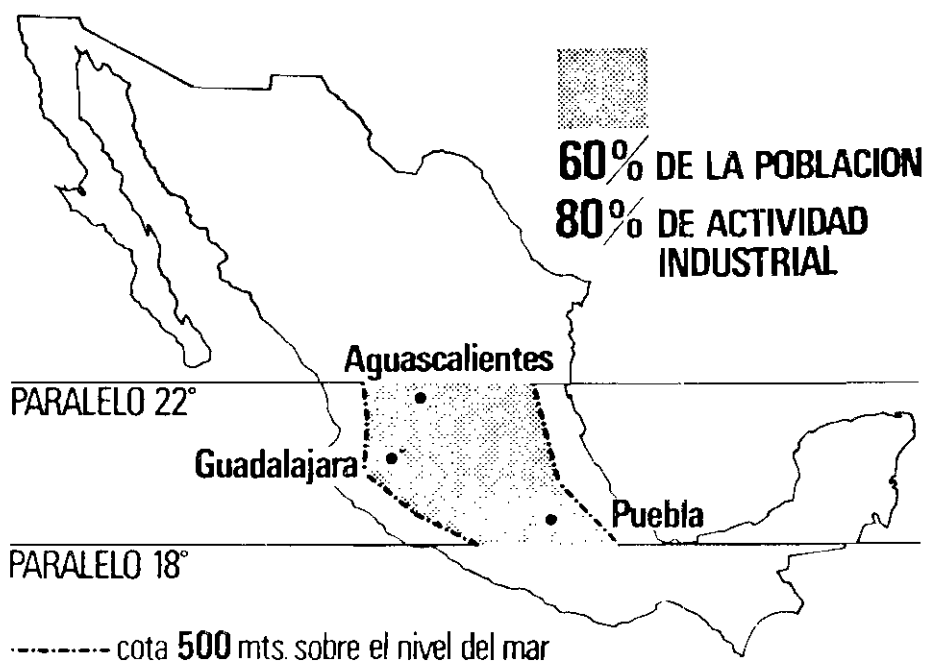 60% DE LA POBLACION
80% DE ACTIVIDAD
INDUSTRIAL
Aguascalientes
PARALELO 22°
Guadalajara
Puebla
PARALELO 18°
cota 500 mts. sobre el nivel del mar